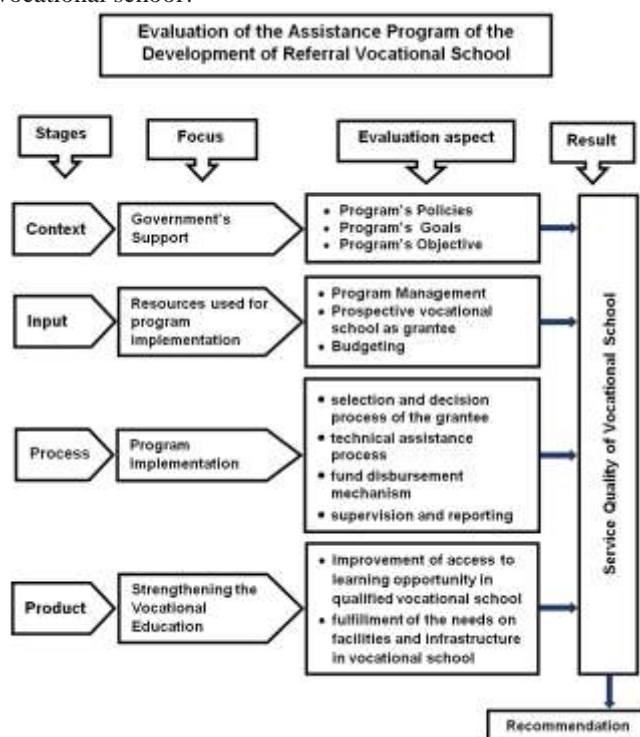 vocational school.
Evaluation of the Assistance Program of the
Development of Referral Vocational School
Stages
Focus
Evaluation aspect
Result
Context
Government's
Support
• Program's Policies
• Program's Goals
• Program's Objective
Input
Resources used for
program
implementation
• Program Management
• Prospective vocational
school as grantee
• Budgeting
Process
Program
Implementation
• selection and decision
process of the grantee
• technical assistance
process
• fund disbursement
mechanism
• supervision and reporting
Product
Strengthening the
Vocational
Education
• Improvement of access to
learning opportunity in
qualified vocational school
• fulfillment of the needs on
facilities and infrastructure
in vocational school
Service Quality of Vocational School
Recommendation